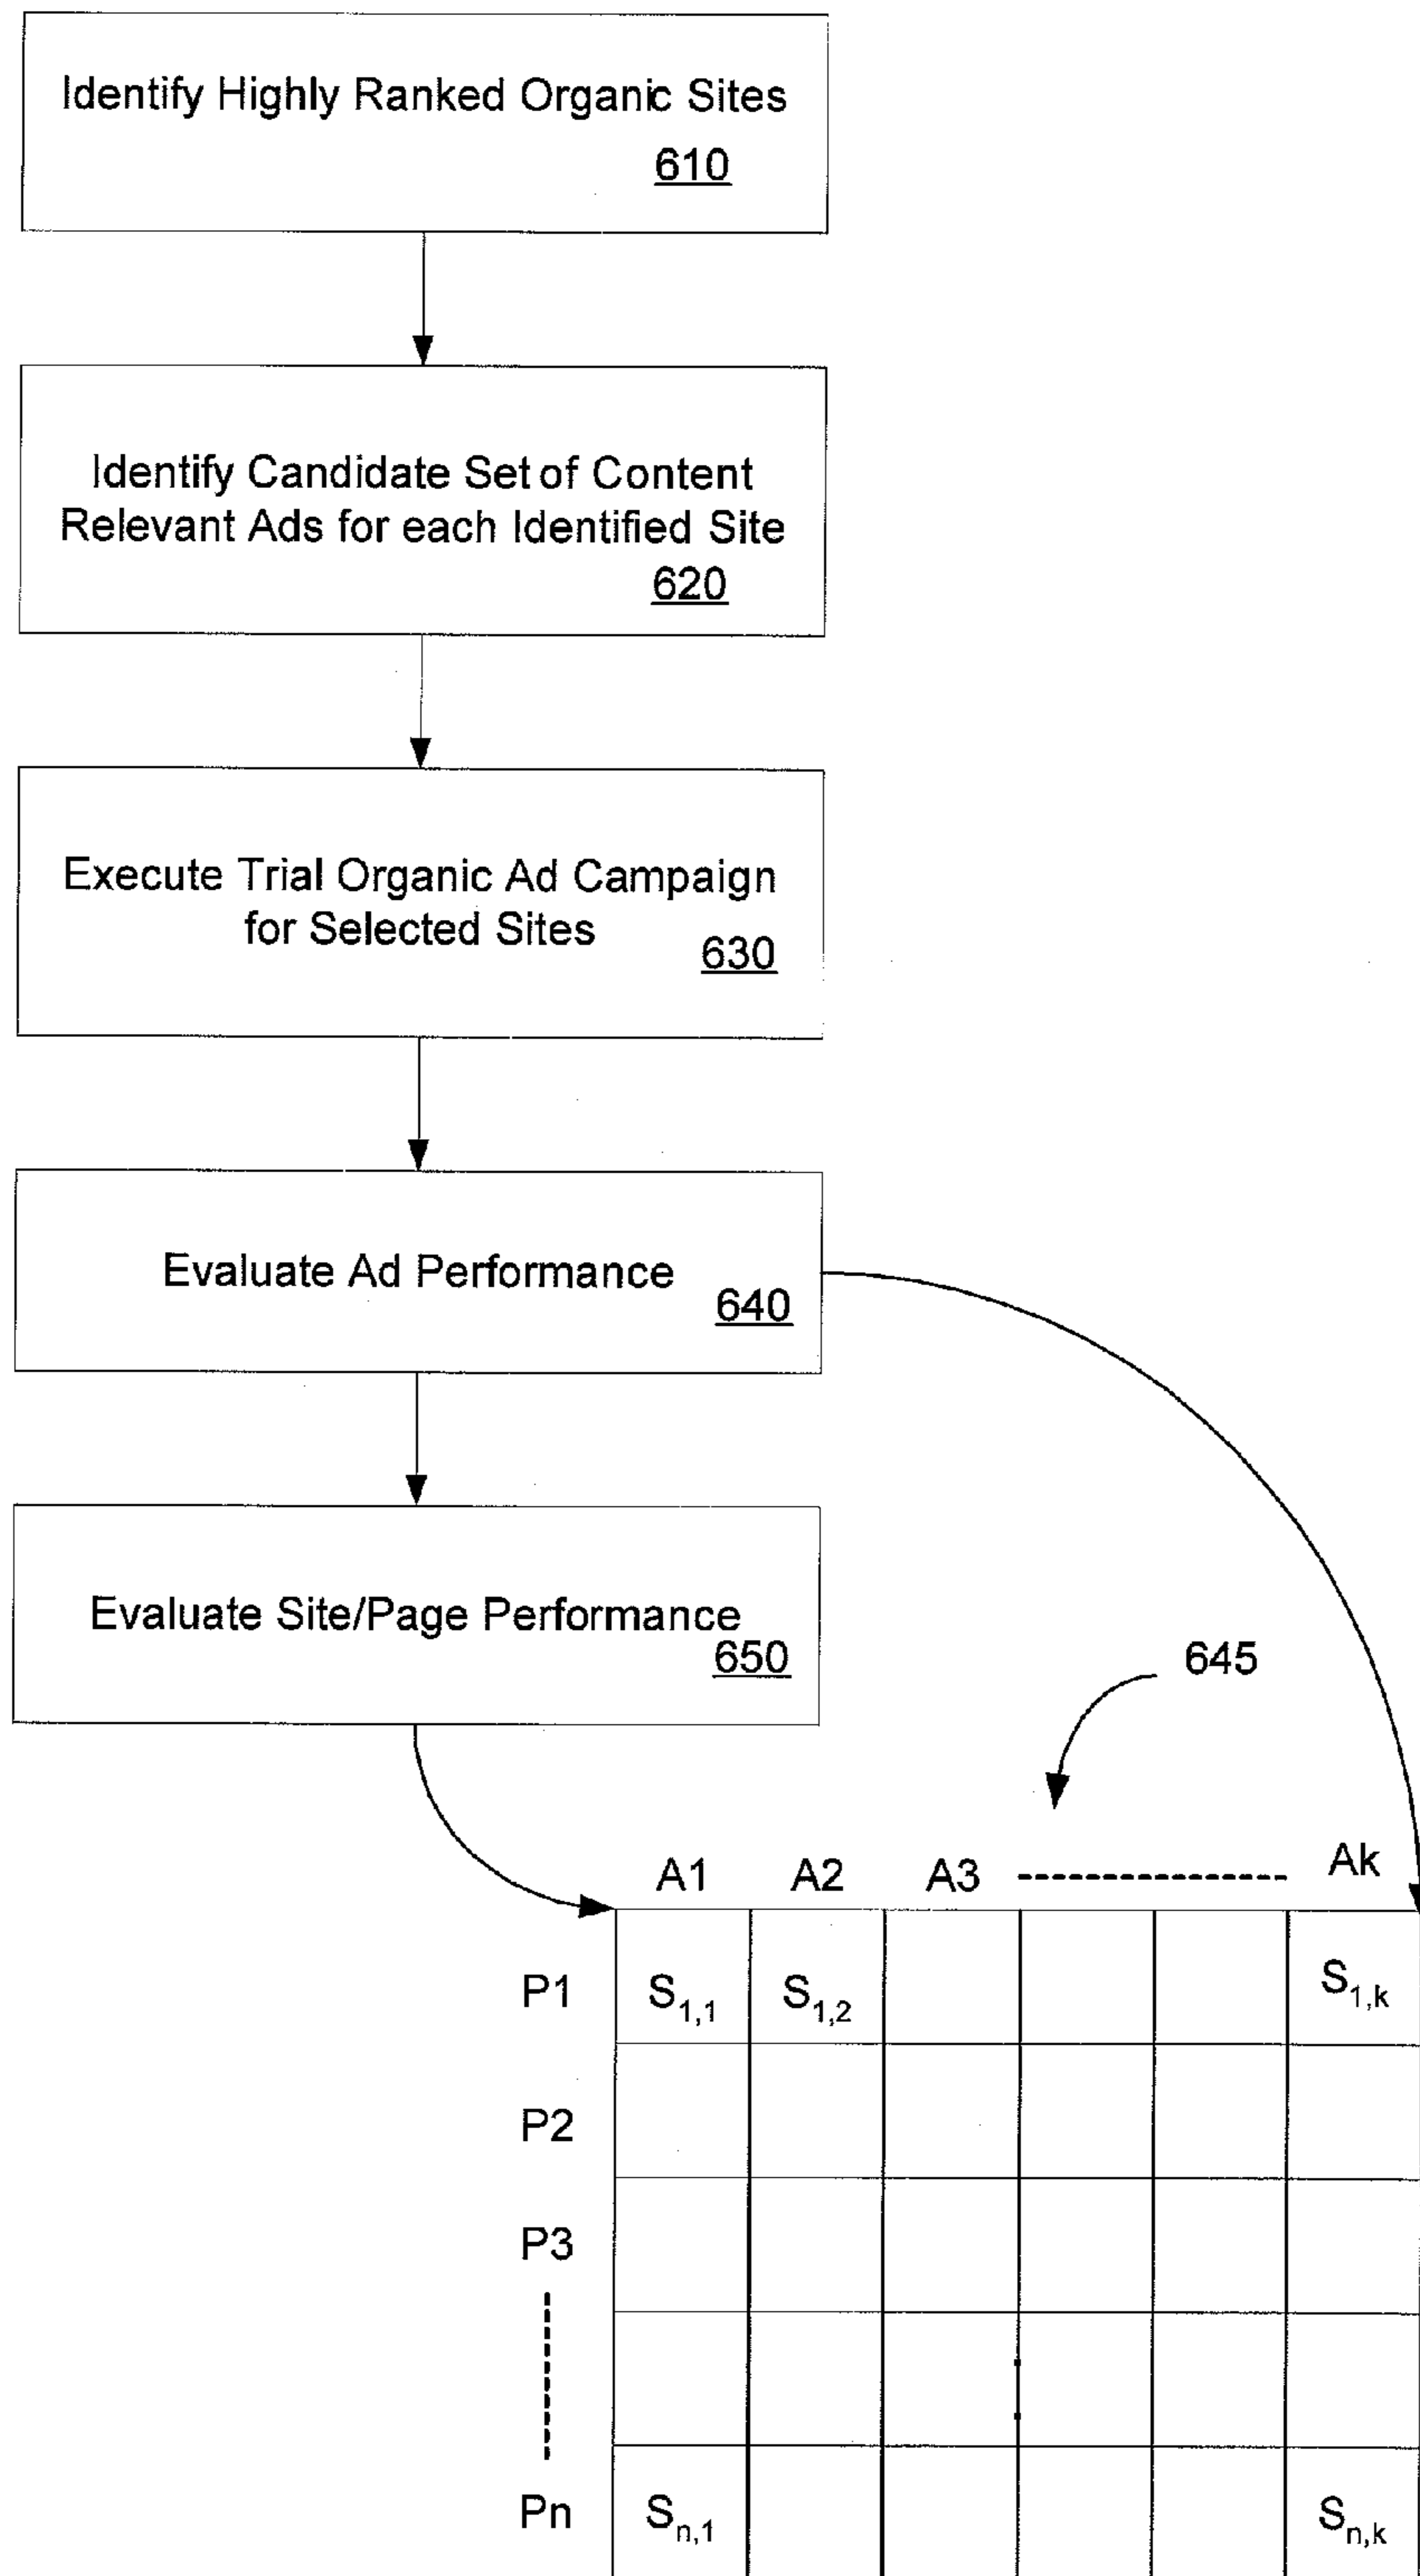 Identify Highly Ranked Organic Sites
610
Identify Candidate Set of Content
Relevant Ads for each Identified Site
620
Execute Trial Organic Ad Campaign
for Selected Sites
630
Evaluate Ad Performance
640
Evaluate Site/Page Performance
650
645
A1 A2 A3 Ak
P1 S1,1 S1,2 S1,k
P2
P3
Pn Sn,1 Sn,k